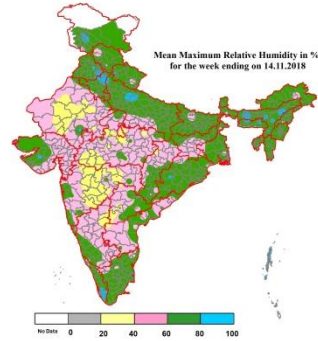 Mean Maximum Relative Humidity in %
for the week ending on 14.11.2018
No Data 0 20 40 60 80 100